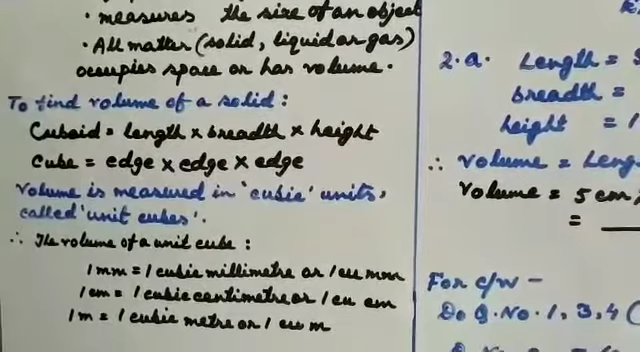 • measures the size of an object
• All matter (solid, liquid or gas)
occupies space or has volume.
To find volume of a solid:
Cuboid = length × breadth × height
Cube = edge × edge × edge
Volume is measured in 'cubic' units,
called 'unit cubes'.
∴ The volume of a unit cube:
1 mm = 1 cubic millimetre or 1 cu mm
1 cm = 1 cubic centimetre or 1 cu cm
1 m = 1 cubic metre or 1 cu m
2. a. Length =
breadth =
height = 1
∴ volume =
Volume = 5 cm
= ___
For c/w -
Do Q. No. 1, 3, 4 (